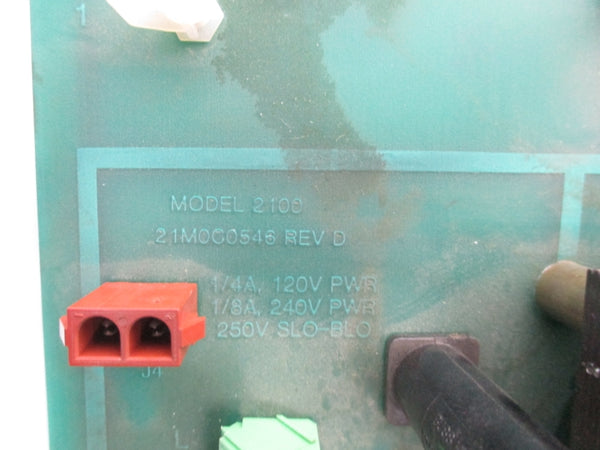 1
MODEL 2100
21M0C0546 REV D
1/4A, 120V PWR
1/8A, 240V PWR
250V SLO-BLO
J4
L